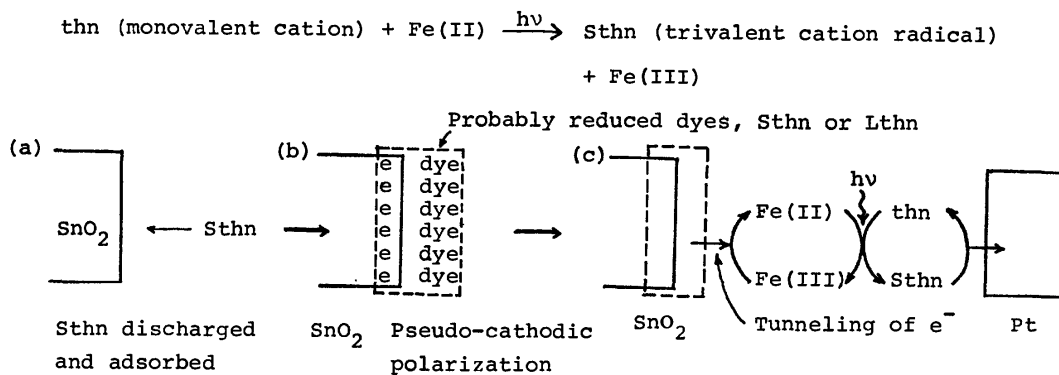 thn (monovalent cation) + Fe(II) hν→ Sthn (trivalent cation radical)
+ Fe(III)
Probably reduced dyes, Sthn or Lthn
(a) (b) (c)
e dye
e dye
e dye
e dye
e dye
e dye
SnO2 ← Sthn
hν
Fe(II) thn
Fe(III) Sthn
Sthn discharged
and adsorbed
SnO2 Pseudo-cathodic
polarization
SnO2
Tunneling of e⁻
Pt